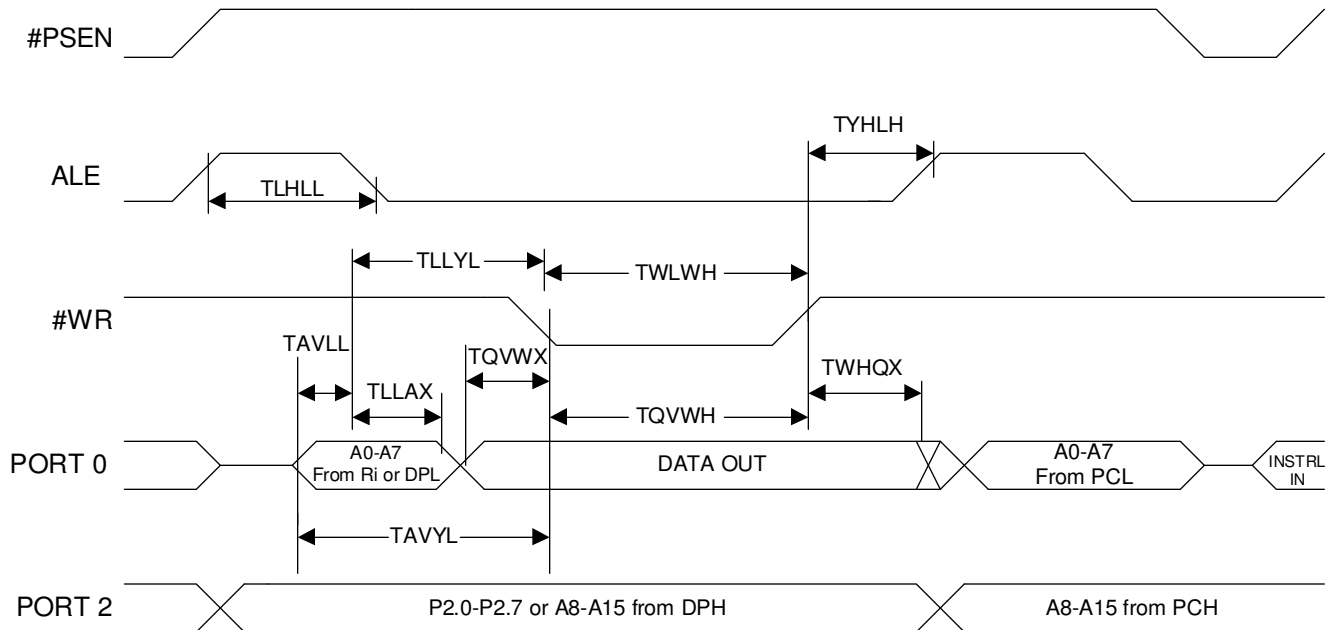 #PSEN
TYHLH
ALE
TLHLL
TLLYL
TWLWH
#WR
TAVLL
TQVWX
TWHQX
TLLAX
TQVWH
PORT 0
A0-A7
From Ri or DPL
DATA OUT
A0-A7
From PCL
INSTRL
IN
TAVYL
PORT 2
P2.0-P2.7 or A8-A15 from DPH
A8-A15 from PCH